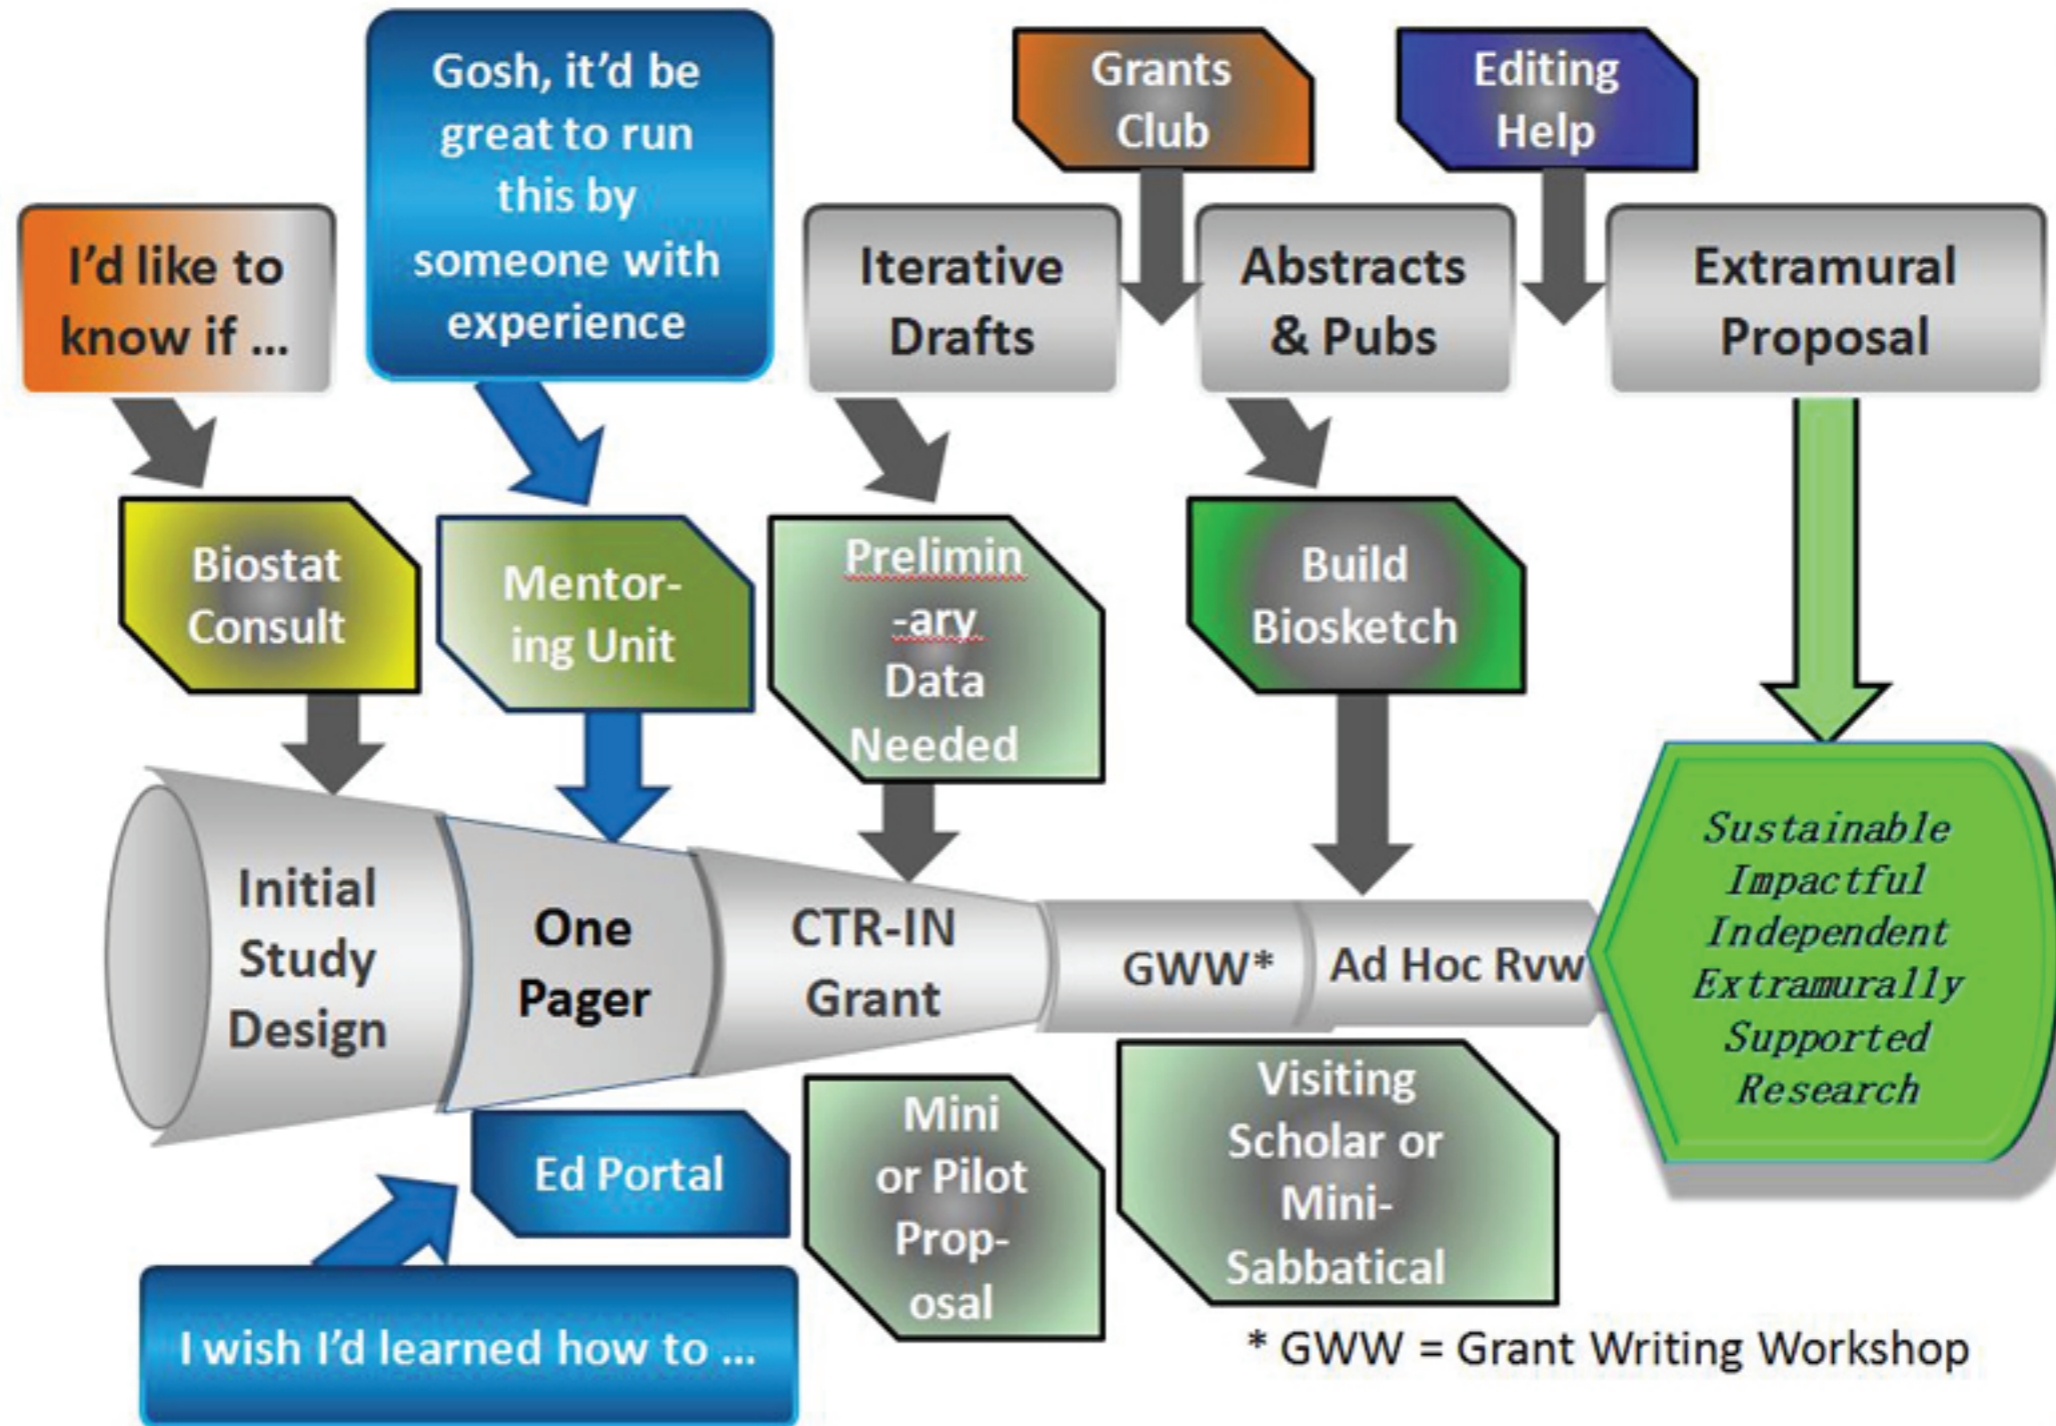 Gosh, it'd be
great to run
this by
someone with
experience
Grants
Club
Editing
Help
I'd like to
know if ...
Iterative
Drafts
Abstracts
& Pubs
Extramural
Proposal
Biostat
Consult
Mentor-
ing Unit
Prelimin
-ary
Data
Needed
Build
Biosketch
Initial
Study
Design
One
Pager
CTR-IN
Grant
GWW*
Ad Hoc Rvw
Sustainable
Impactful
Independent
Extramurally
Supported
Research
Ed Portal
Mini
or Pilot
Prop-
osal
Visiting
Scholar or
Mini-
Sabbatical
I wish I'd learned how to ...
* GWW = Grant Writing Workshop